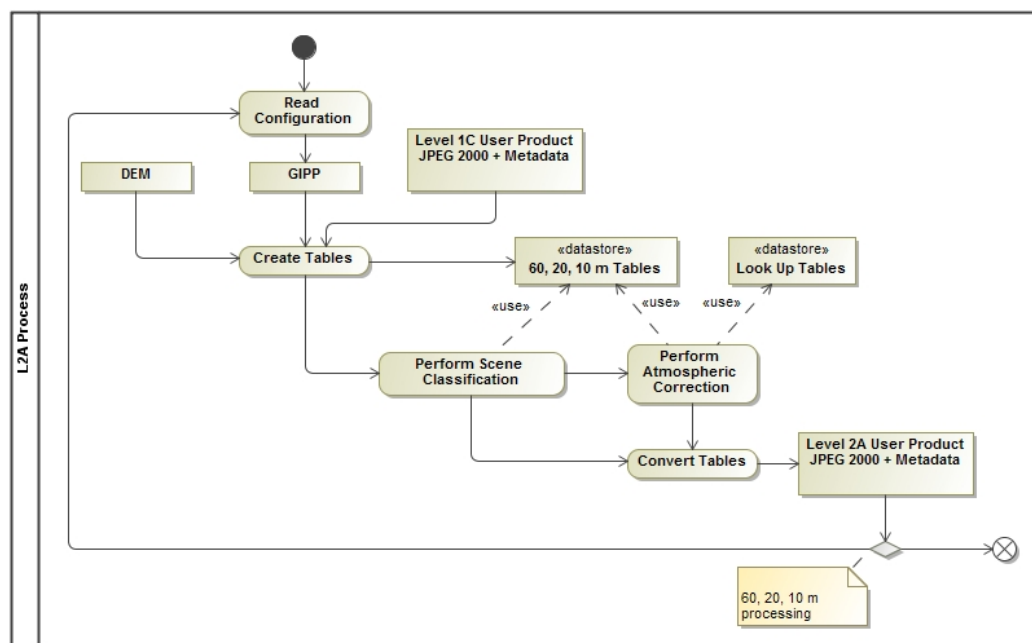 L2A Process
Read
Configuration
Level 1C User Product
JPEG 2000 + Metadata
DEM
GIPP
Create Tables
«datastore»
60, 20, 10 m Tables
«datastore»
Look Up Tables
«use»
«use»
«use»
Perform Scene
Classification
Perform
Atmospheric
Correction
Convert Tables
Level 2A User Product
JPEG 2000 + Metadata
60, 20, 10 m
processing